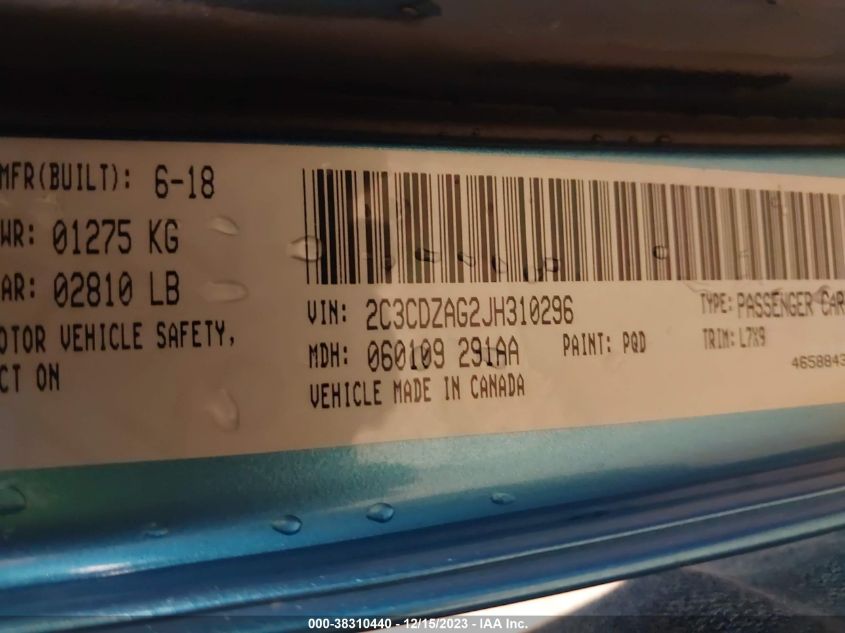 MFR(BUILT): 6-18
WR: 01275 KG
AR: 02810 LB
OTOR VEHICLE SAFETY,
CT ON
VIN: 2C3CDZAG2JH310296
TYPE: PASSENGER CAR
MDH: 060109 291AA
PAINT: PQD
TRIM: L7X9
VEHICLE MADE IN CANADA
4658843
000-38310440 - 12/15/2023 - IAA Inc.